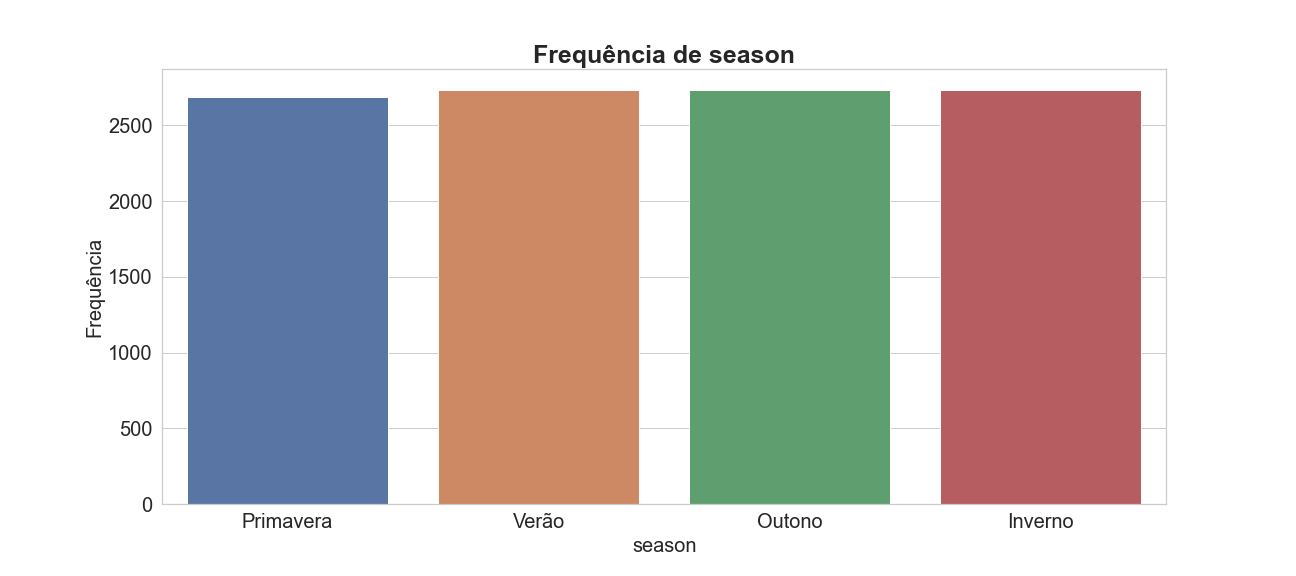 Frequência de season
2500
2000
1500
1000
500
0
Frequência
Primavera Verão Outono Inverno
season